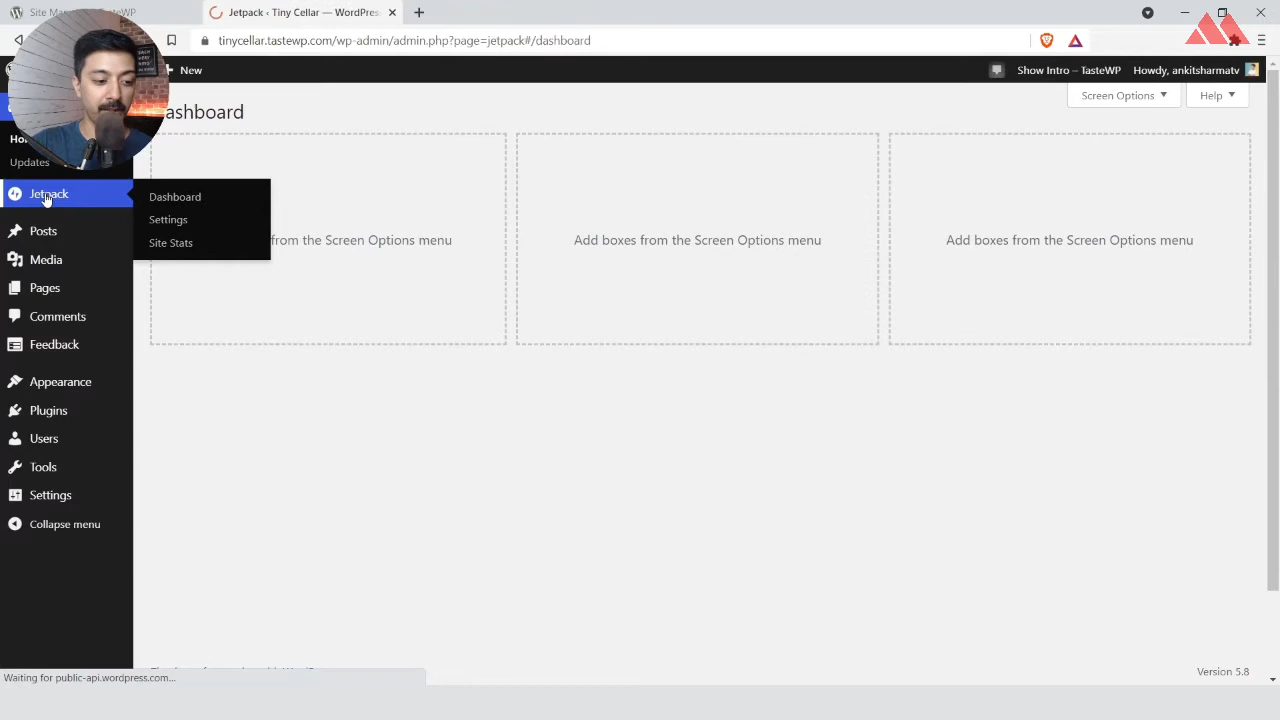 Site Ma
teWP
Jetpack ‹ Tiny Cellar — WordPres
tinycellar.tastewp.com/wp-admin/admin.php?page=jetpack#/dashboard
New
Show Intro – TasteWP
Howdy, ankitsharmatv
Screen Options
Help
ashboard
Updates
Jetpack
Dashboard
Settings
Site Stats
Posts
Media
Pages
Comments
Feedback
Appearance
Plugins
Users
Tools
Settings
Collapse menu
from the Screen Options menu
Add boxes from the Screen Options menu
Add boxes from the Screen Options menu
Version 5.8
Waiting for public-api.wordpress.com...